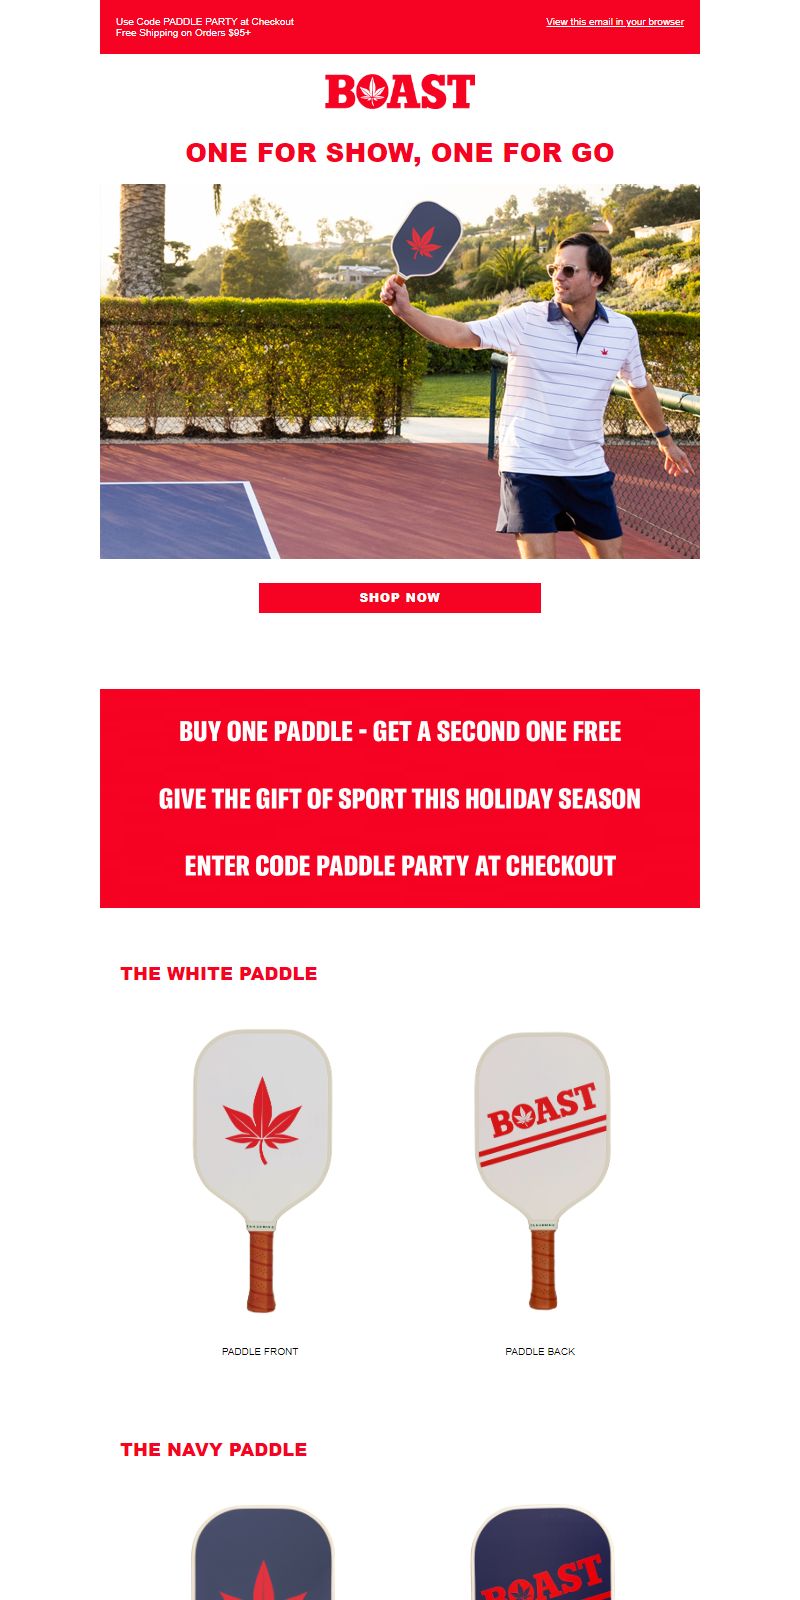 Use Code PADDLE PARTY at Checkout
Free Shipping on Orders $95+
View this email in your browser
BOAST
ONE FOR SHOW, ONE FOR GO
SHOP NOW
BUY ONE PADDLE - GET A SECOND ONE FREE
GIVE THE GIFT OF SPORT THIS HOLIDAY SEASON
ENTER CODE PADDLE PARTY AT CHECKOUT
THE WHITE PADDLE
BOAST
PADDLE FRONT
PADDLE BACK
THE NAVY PADDLE
BOAST